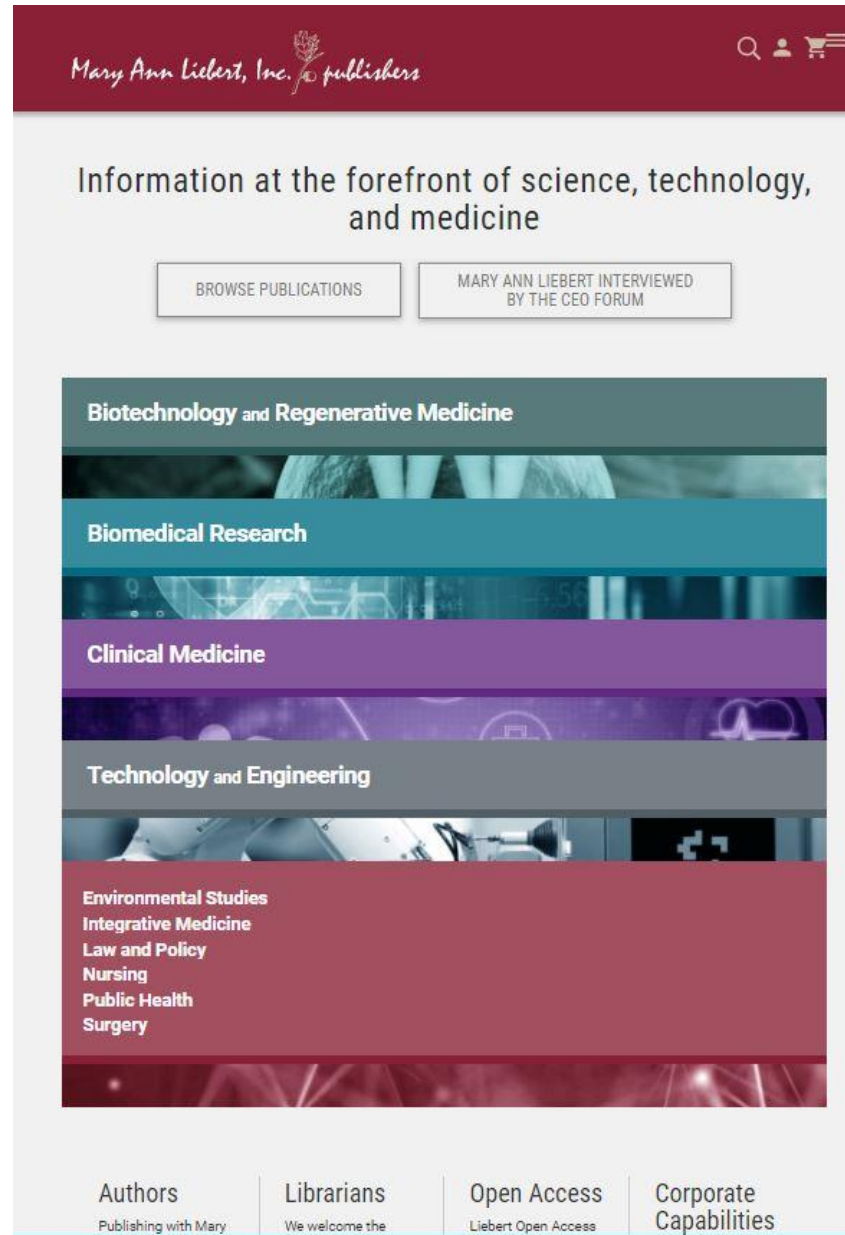 Mary Ann Liebert, Inc. publishers
Information at the forefront of science, technology,
and medicine
BROWSE PUBLICATIONS
MARY ANN LIEBERT INTERVIEWED
BY THE CEO FORUM
Biotechnology and Regenerative Medicine
Biomedical Research
Clinical Medicine
Technology and Engineering
Environmental Studies
Integrative Medicine
Law and Policy
Nursing
Public Health
Surgery
Authors
Publishing with Mary
Librarians
We welcome the
Open Access
Liebert Open Access
Corporate
Capabilities